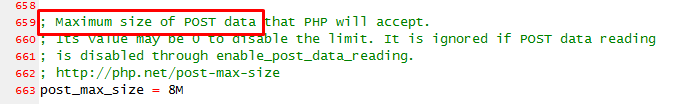 658
659 ; Maximum size of POST data that PHP will accept.
660 ; Its value may be 0 to disable the limit. It is ignored if POST data reading
661 ; is disabled through enable_post_data_reading.
662 ; http://php.net/post-max-size
663 post_max_size = 8M